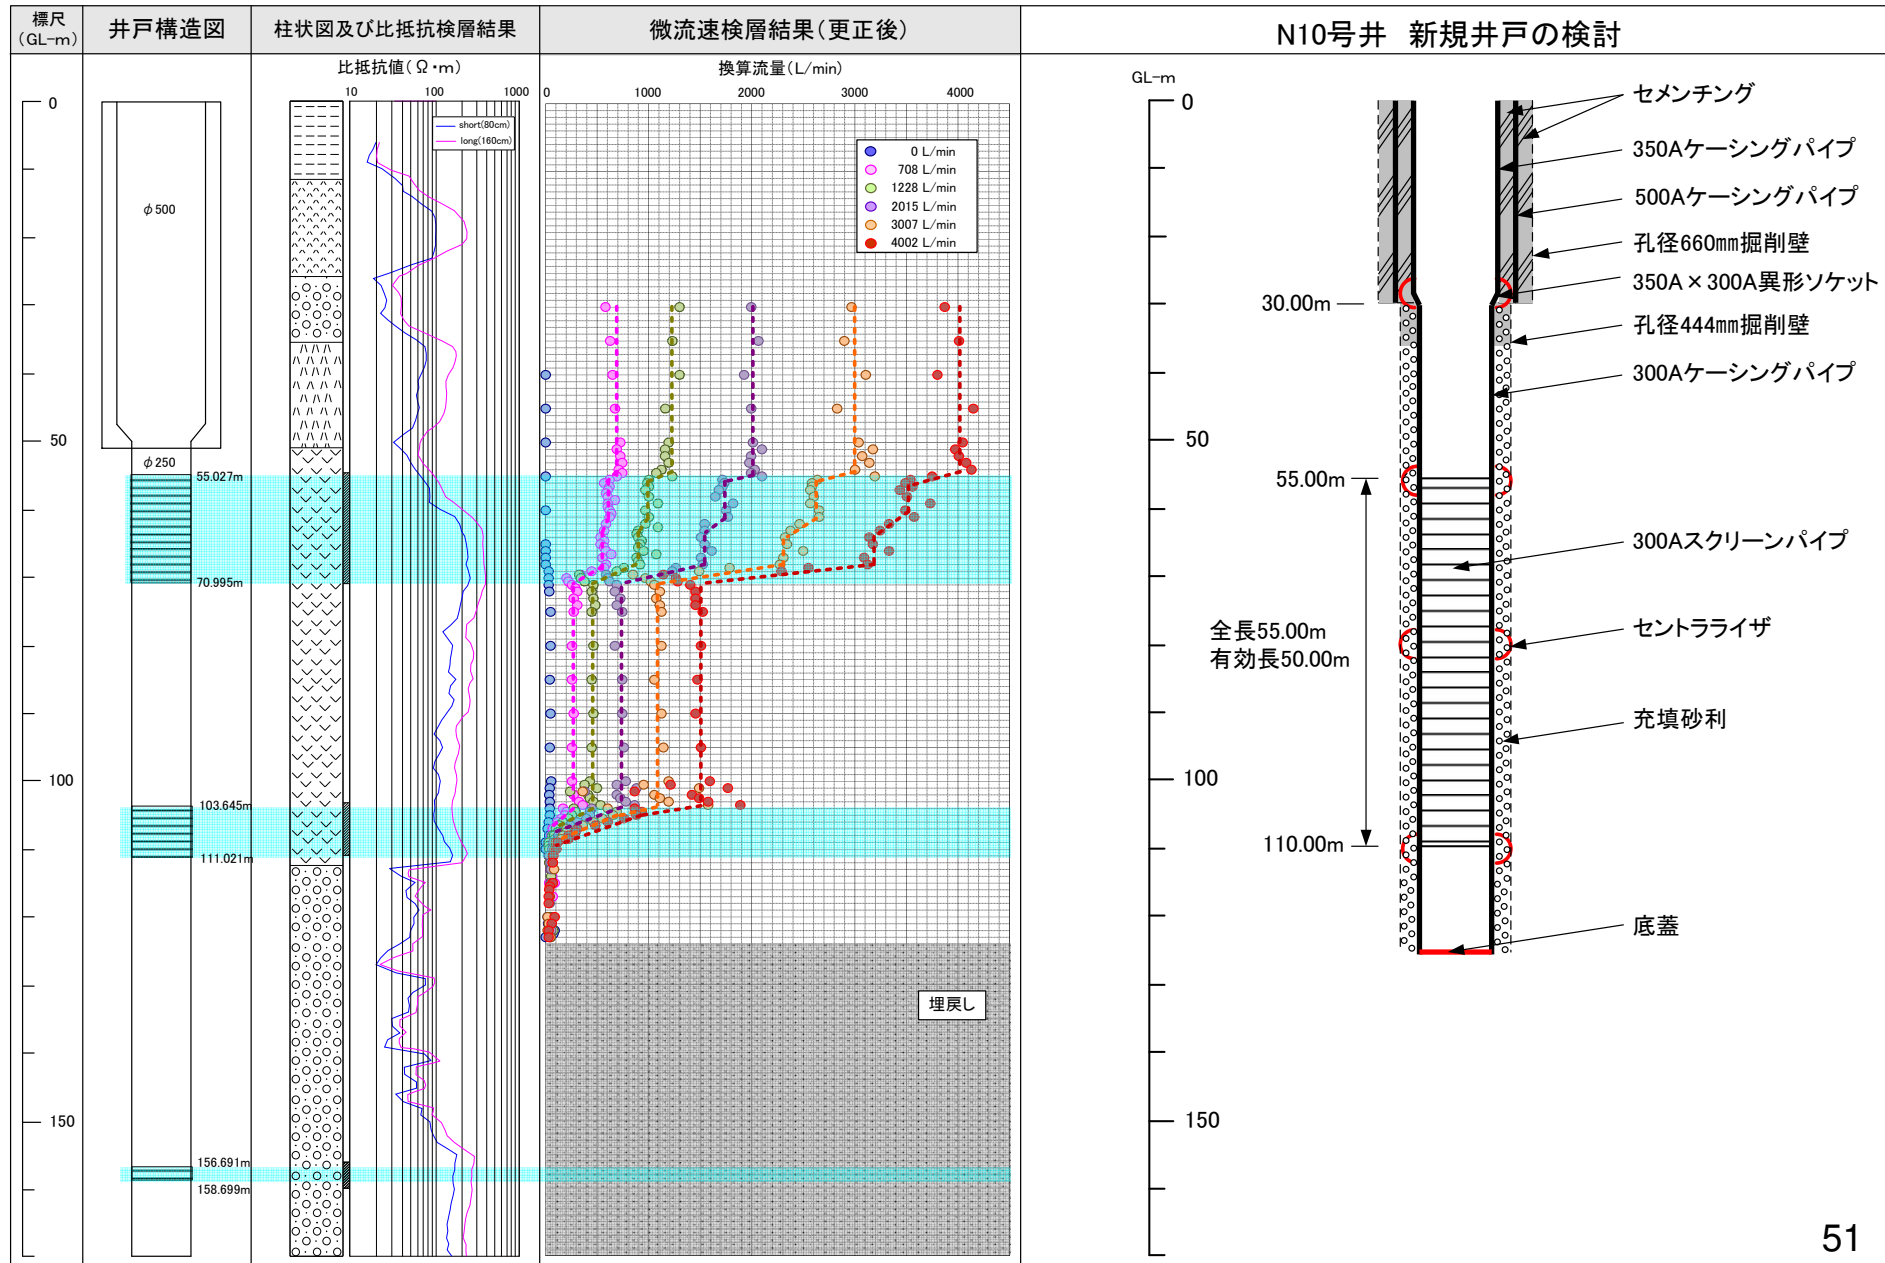 標尺
(GL-m)
井戸構造図
柱状図及び比抵抗検層結果
微流速検層結果(更正後)
N10号井 新規井戸の検討
比抵抗値(Ω・m)
10
100
1000
short(80cm)
long(160cm)
換算流量(L/min)
0
1000
2000
3000
4000
0 L/min
708 L/min
1228 L/min
2015 L/min
3007 L/min
4002 L/min
0
50
100
150
φ500
φ250
55.027m
70.995m
103.645m
111.021m
156.691m
158.699m
埋戻し
GL-m
0
50
100
150
30.00m
55.00m
110.00m
全長55.00m
有効長50.00m
セメンチング
350Aケーシングパイプ
500Aケーシングパイプ
孔径660mm掘削壁
350A×300A異形ソケット
孔径444mm掘削壁
300Aケーシングパイプ
300Aスクリーンパイプ
セントラライザ
充填砂利
底蓋
51